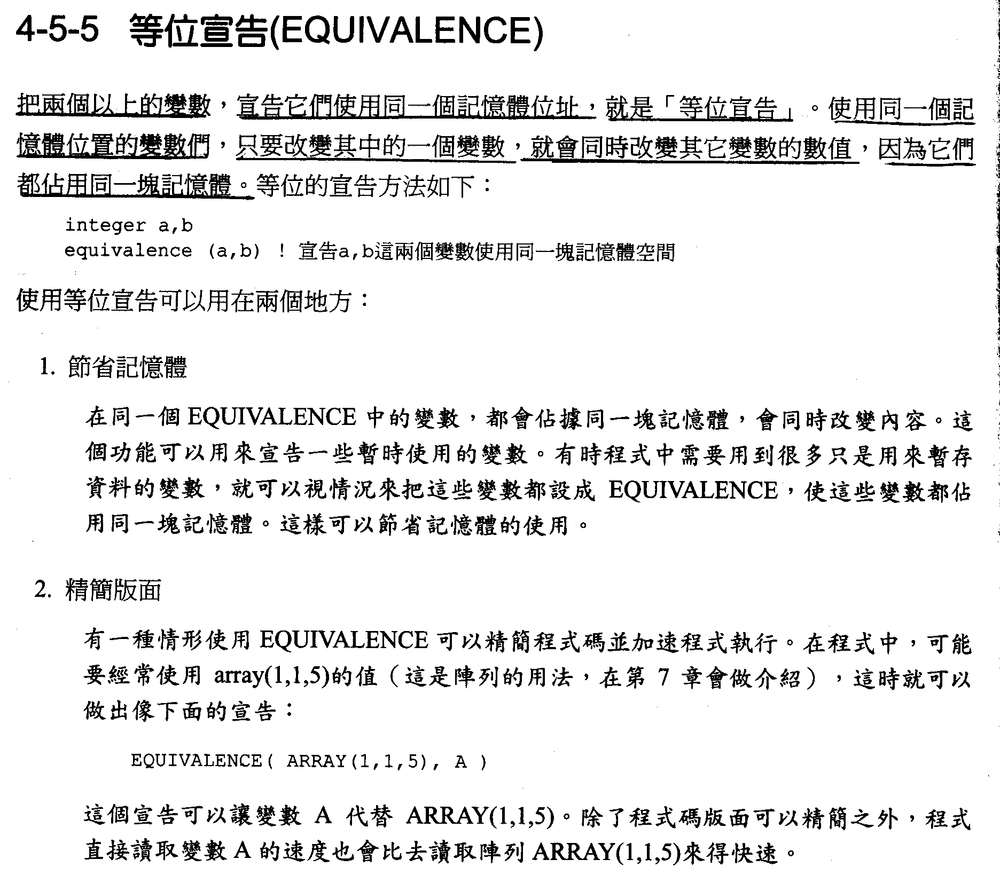 4-5-5 等位宣告(EQUIVALENCE)
把兩個以上的變數，宣告它們使用同一個記憶體位址，就是「等位宣告」。使用同一個記
憶體位置的變數們，只要改變其中的一個變數，就會同時改變其它變數的數值，因為它們
都佔用同一塊記憶體。等位的宣告方法如下：
integer a,b
equivalence (a,b) ! 宣告a,b這兩個變數使用同一塊記憶體空間
使用等位宣告可以用在兩個地方：
1. 節省記憶體
在同一個 EQUIVALENCE 中的變數，都會佔據同一塊記憶體，會同時改變內容。這
個功能可以用來宣告一些暫時使用的變數。有時程式中需要用到很多只是用來暫存
資料的變數，就可以視情況來把這些變數都設成 EQUIVALENCE，使這些變數都佔
用同一塊記憶體。這樣可以節省記憶體的使用。
2. 精簡版面
有一種情形使用 EQUIVALENCE 可以精簡程式碼並加速程式執行。在程式中，可能
要經常使用 array(1,1,5)的值（這是陣列的用法，在第 7 章會做介紹），這時就可以
做出像下面的宣告：
EQUIVALENCE( ARRAY(1,1,5), A )
這個宣告可以讓變數 A 代替 ARRAY(1,1,5)。除了程式碼版面可以精簡之外，程式
直接讀取變數 A 的速度也會比去讀取陣列 ARRAY(1,1,5)來得快速。